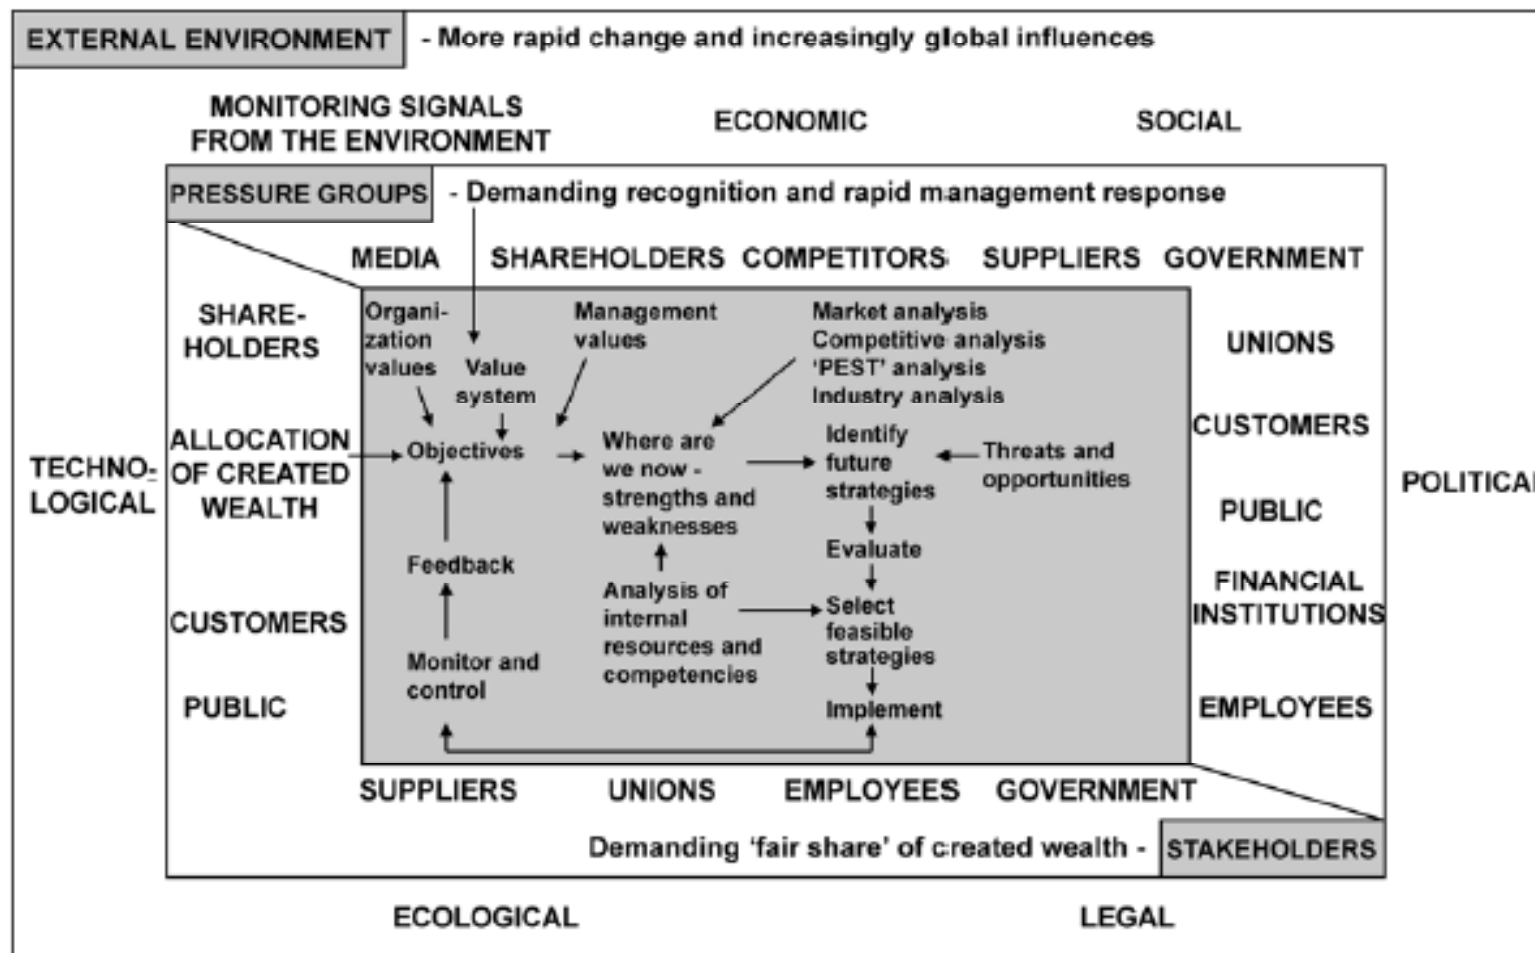 EXTERNAL ENVIRONMENT - More rapid change and increasingly global influences
MONITORING SIGNALS
FROM THE ENVIRONMENT
ECONOMIC
SOCIAL
PRESSURE GROUPS - Demanding recognition and rapid management response
MEDIA SHAREHOLDERS COMPETITORS SUPPLIERS GOVERNMENT
SHARE-
HOLDERS
ALLOCATION
OF CREATED
WEALTH
CUSTOMERS
PUBLIC
TECHNO-
LOGICAL
Organi-
zation
values
Value
system
Management
values
Market analysis
Competitive analysis
‘PEST’ analysis
Industry analysis
Objectives
Where are
we now -
strengths and
weaknesses
Identify
future
strategies
Threats and
opportunities
Feedback
Evaluate
Analysis of
internal
resources and
competencies
Select
feasible
strategies
Monitor and
control
Implement
UNIONS
CUSTOMERS
PUBLIC
FINANCIAL
INSTITUTIONS
EMPLOYEES
POLITICAL
SUPPLIERS UNIONS EMPLOYEES GOVERNMENT
Demanding ‘fair share’ of created wealth - STAKEHOLDERS
ECOLOGICAL
LEGAL